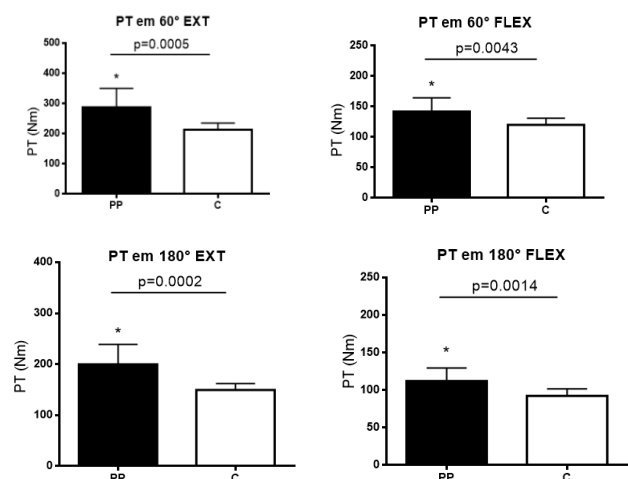 PT em 60° EXT
p=0.0005
*
500
400
300
200
100
0
PT (Nm)
PP
C
PT em 60° FLEX
p=0.0043
*
250
200
150
100
50
0
PT (Nm)
PP
C
PT em 180° EXT
p=0.0002
*
400
300
200
100
0
PT (Nm)
PP
C
PT em 180° FLEX
p=0.0014
*
250
200
150
100
50
0
PT (Nm)
PP
C